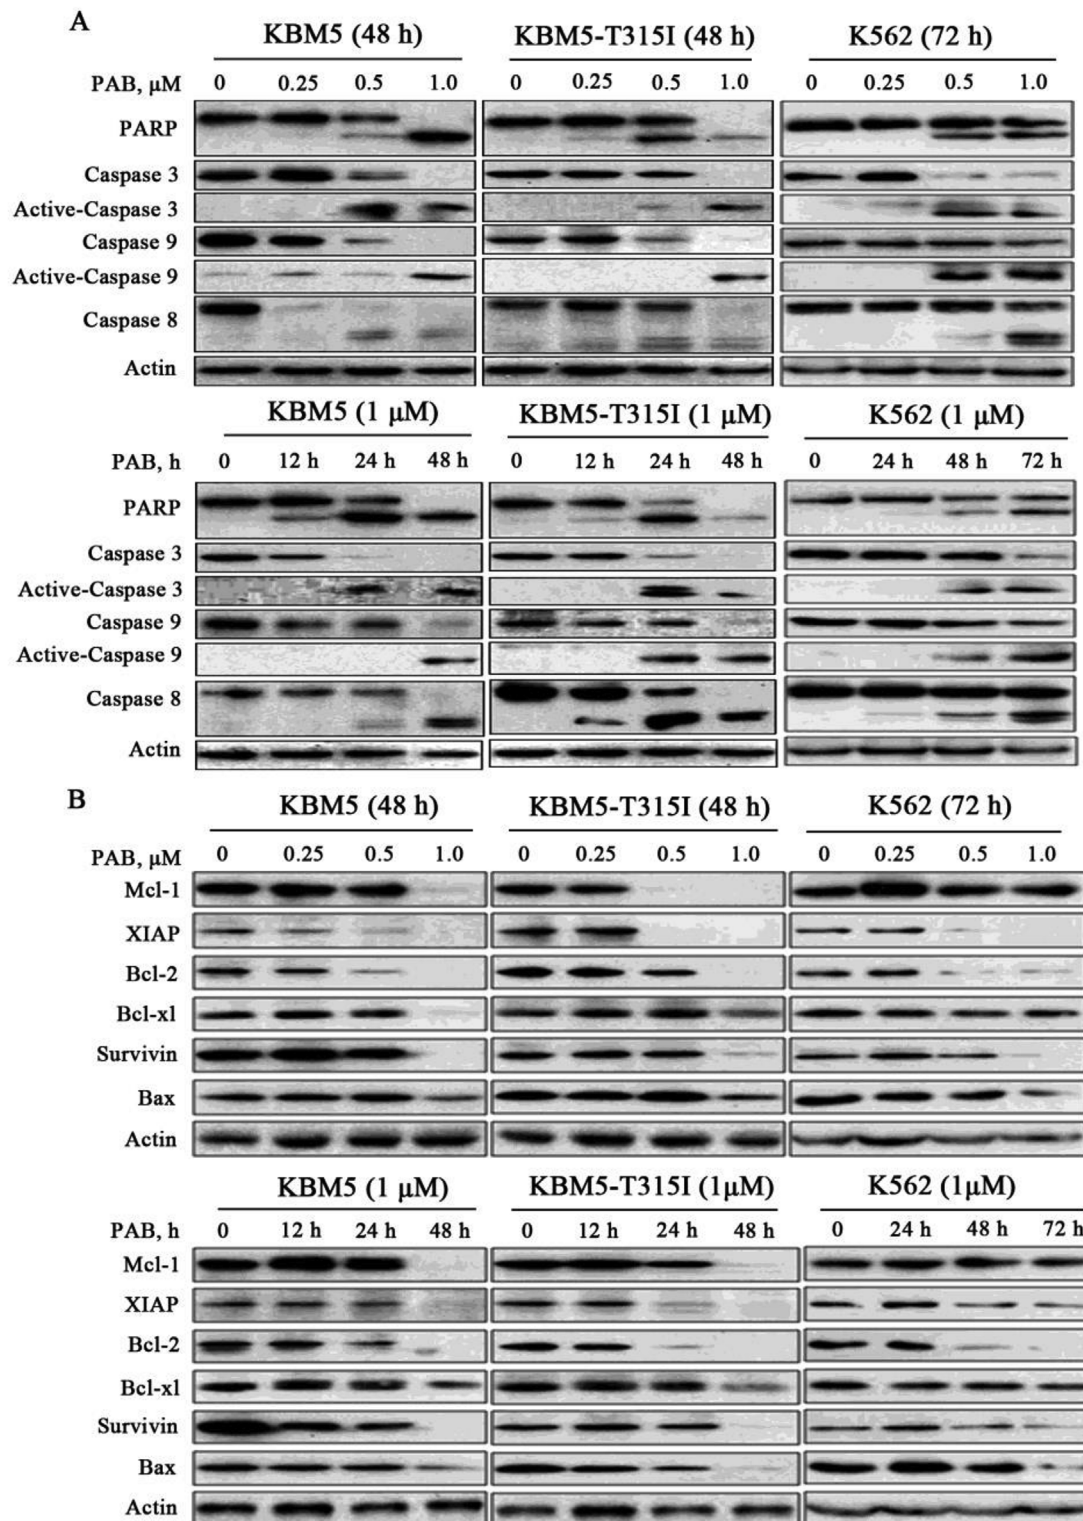 A
KBM5 (48 h) KBM5-T315I (48 h) K562 (72 h)
PAB, μM 0 0.25 0.5 1.0 0 0.25 0.5 1.0 0 0.25 0.5 1.0
PARP
Caspase 3
Active-Caspase 3
Caspase 9
Active-Caspase 9
Caspase 8
Actin
KBM5 (1 μM) KBM5-T315I (1 μM) K562 (1 μM)
PAB, h 0 12 h 24 h 48 h 0 12 h 24 h 48 h 0 24 h 48 h 72 h
PARP
Caspase 3
Active-Caspase 3
Caspase 9
Active-Caspase 9
Caspase 8
Actin
B
KBM5 (48 h) KBM5-T315I (48 h) K562 (72 h)
PAB, μM 0 0.25 0.5 1.0 0 0.25 0.5 1.0 0 0.25 0.5 1.0
Mcl-1
XIAP
Bcl-2
Bcl-xl
Survivin
Bax
Actin
KBM5 (1 μM) KBM5-T315I (1μM) K562 (1μM)
PAB, h 0 12 h 24 h 48 h 0 12 h 24 h 48 h 0 24 h 48 h 72 h
Mcl-1
XIAP
Bcl-2
Bcl-xl
Survivin
Bax
Actin